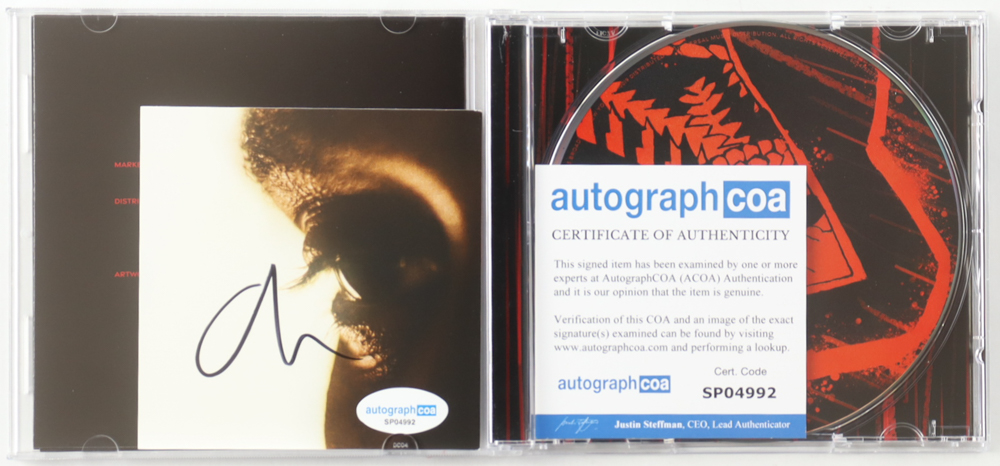 MARKE
DISTRI
ARTW
autographcoa
SP04992
autographcoa
CERTIFICATE OF AUTHENTICITY
This signed item has been examined by one or more
experts at AutographCOA (ACOA) Authentication
and it is our opinion that the item is genuine.
Verification of this COA and an image of the exact
signature(s) examined can be found by visiting
www.autographcoa.com and performing a lookup.
autographcoa
Cert. Code
SP04992
Justin Steffman, CEO, Lead Authenticator